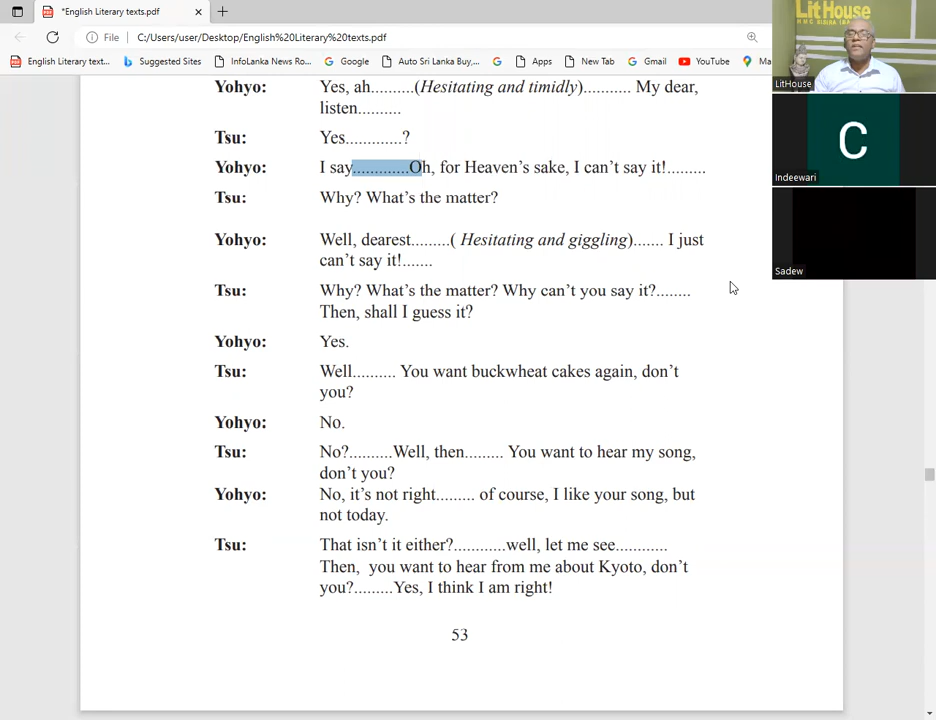 *English Literary texts.pdf
File
C:/Users/user/Desktop/English%20Literary%20texts.pdf
English Literary text... Suggested Sites InfoLanka News Ro... Google Auto Sri Lanka Buy,... Apps New Tab Gmail YouTube Ma
Yohyo: Yes, ah..........(Hesitating and timidly)........... My dear,
listen..........
Tsu: Yes.............?
Yohyo: I say.............Oh, for Heaven's sake, I can't say it!.........
Tsu: Why? What's the matter?
Yohyo: Well, dearest.........( Hesitating and giggling)....... I just
can't say it!.......
Tsu: Why? What's the matter? Why can't you say it?........
Then, shall I guess it?
Yohyo: Yes.
Tsu: Well.......... You want buckwheat cakes again, don't
you?
Yohyo: No.
Tsu: No?..........Well, then......... You want to hear my song,
don't you?
Yohyo: No, it's not right......... of course, I like your song, but
not today.
Tsu: That isn't it either?............well, let me see............
Then, you want to hear from me about Kyoto, don't
you?.........Yes, I think I am right!
53
LitHouse
LitHouse
C
Indeewari
Sadew